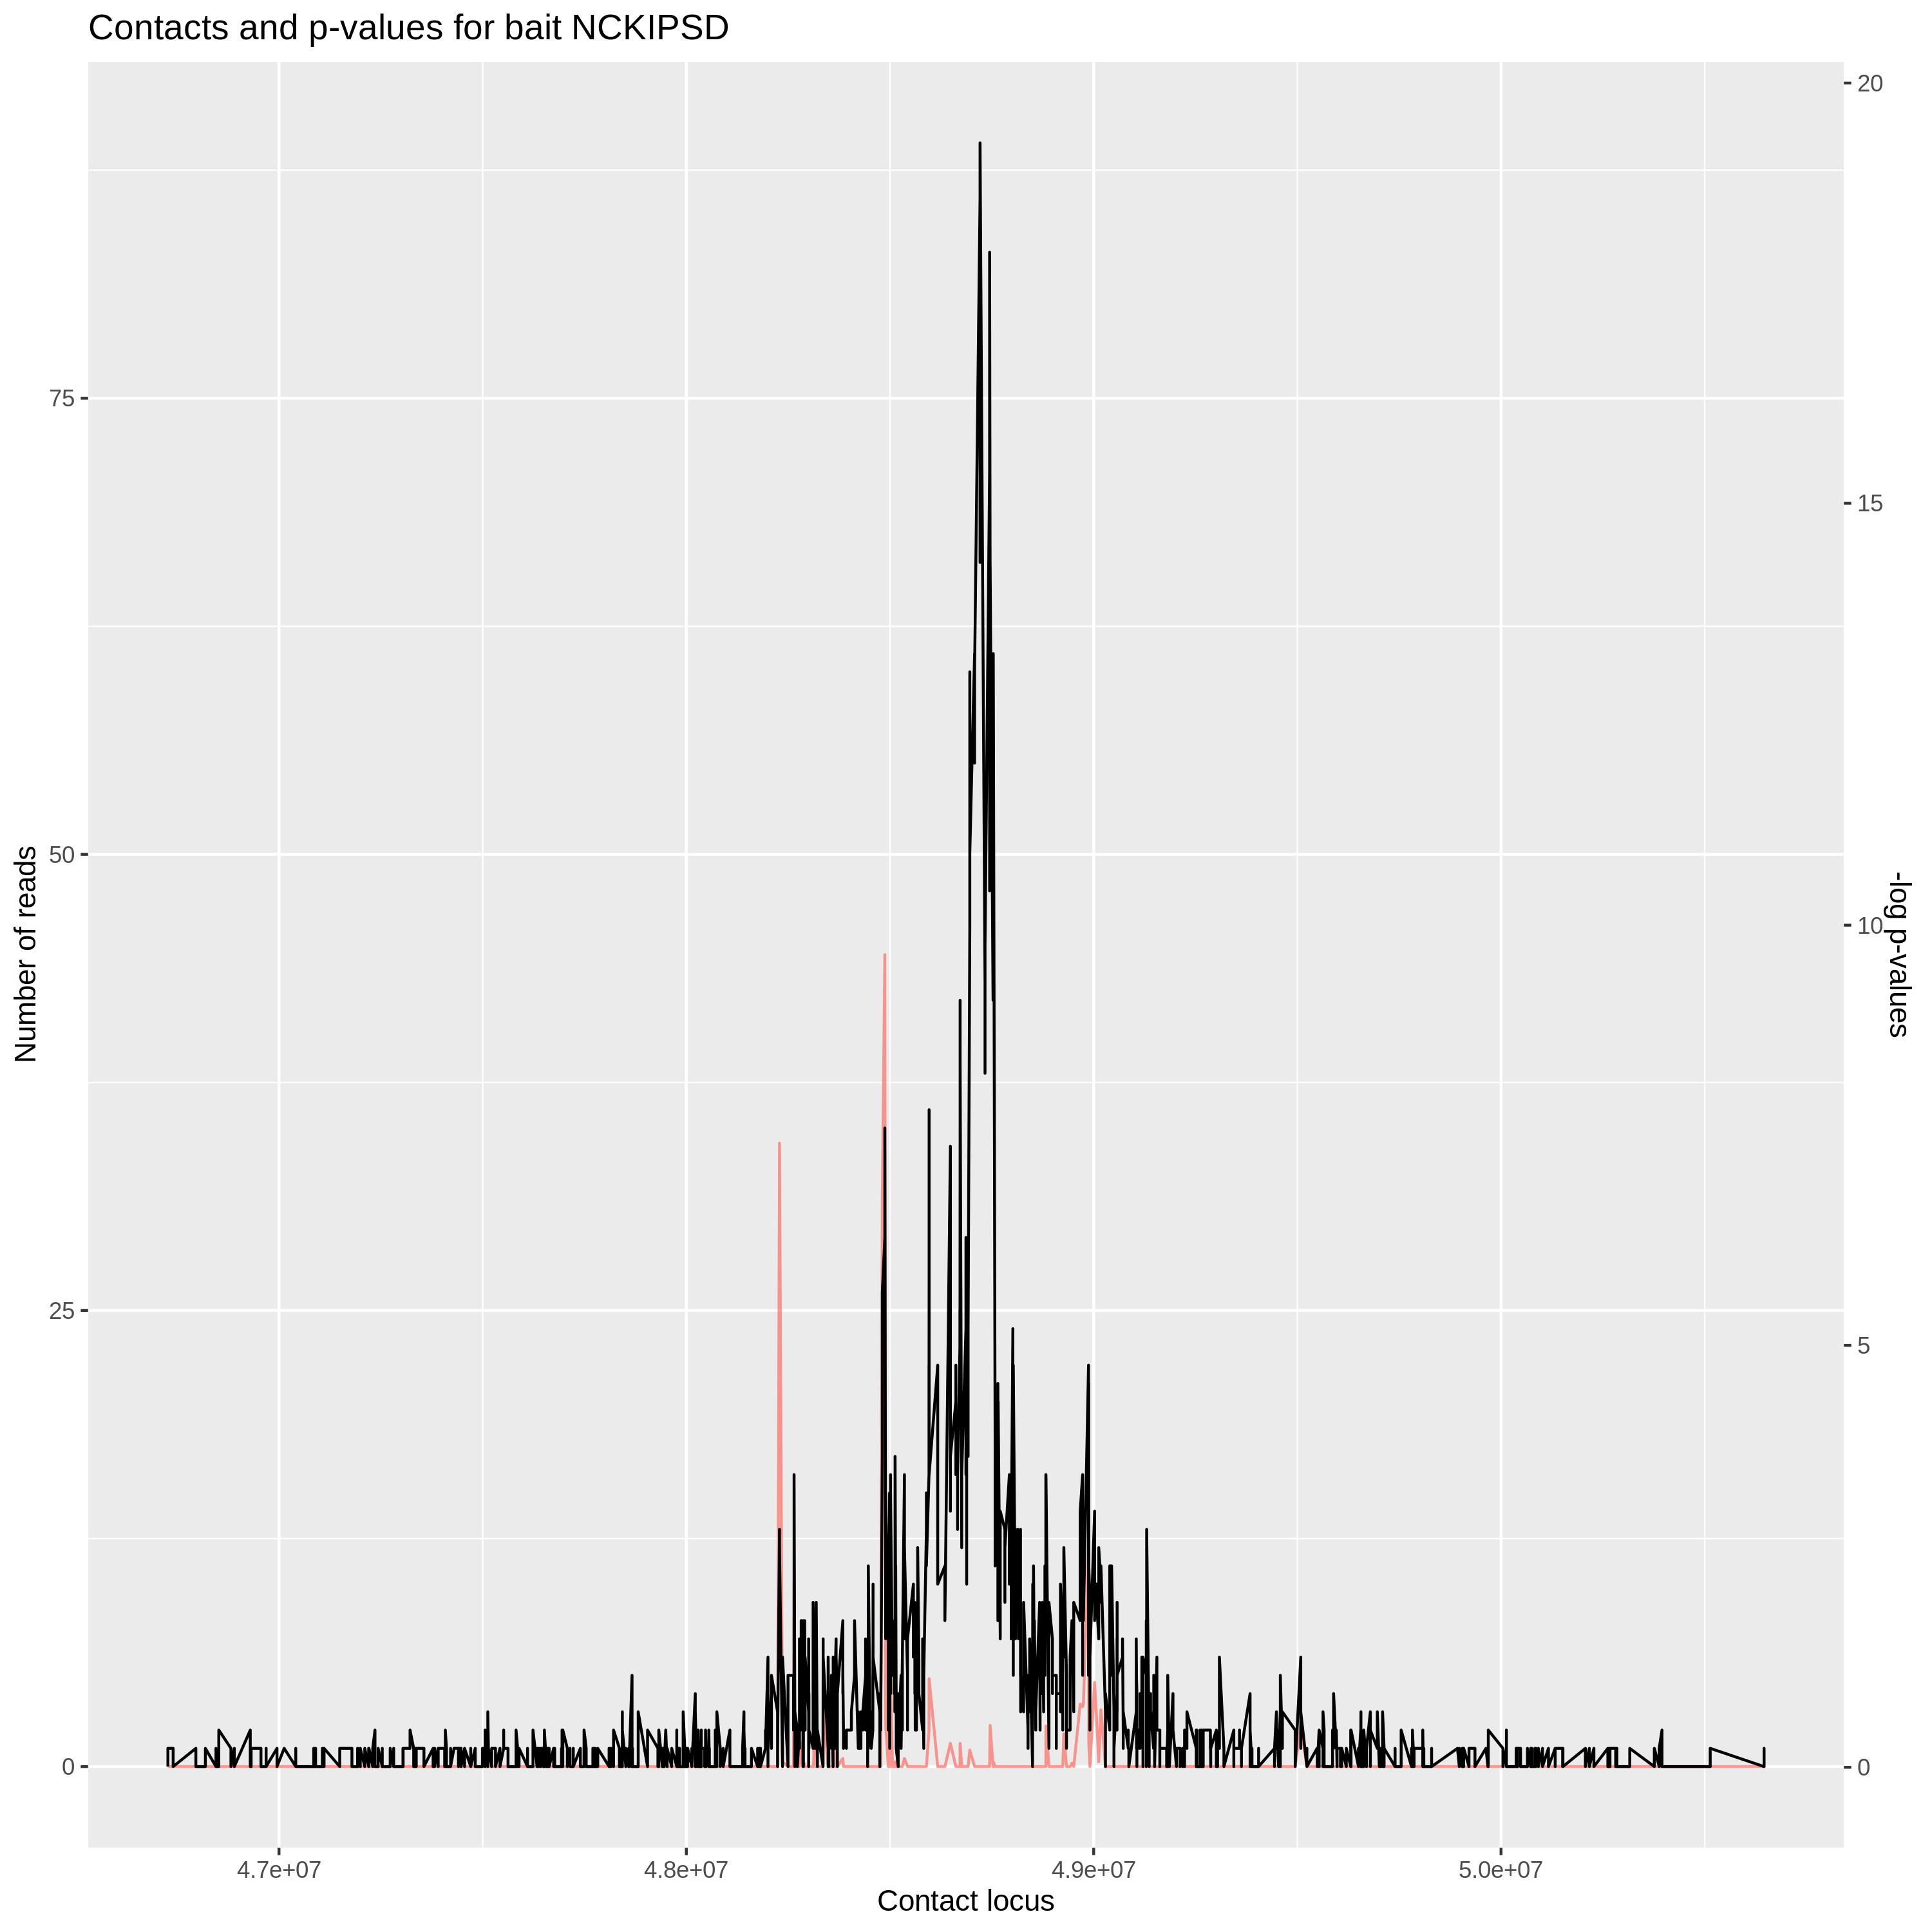 Contacts and p-values for bait NCKIPSD
Number of reads
75
50
25
0
20
15
10
5
0
-log p-values
4.7e+07
4.8e+07
4.9e+07
5.0e+07
Contact locus